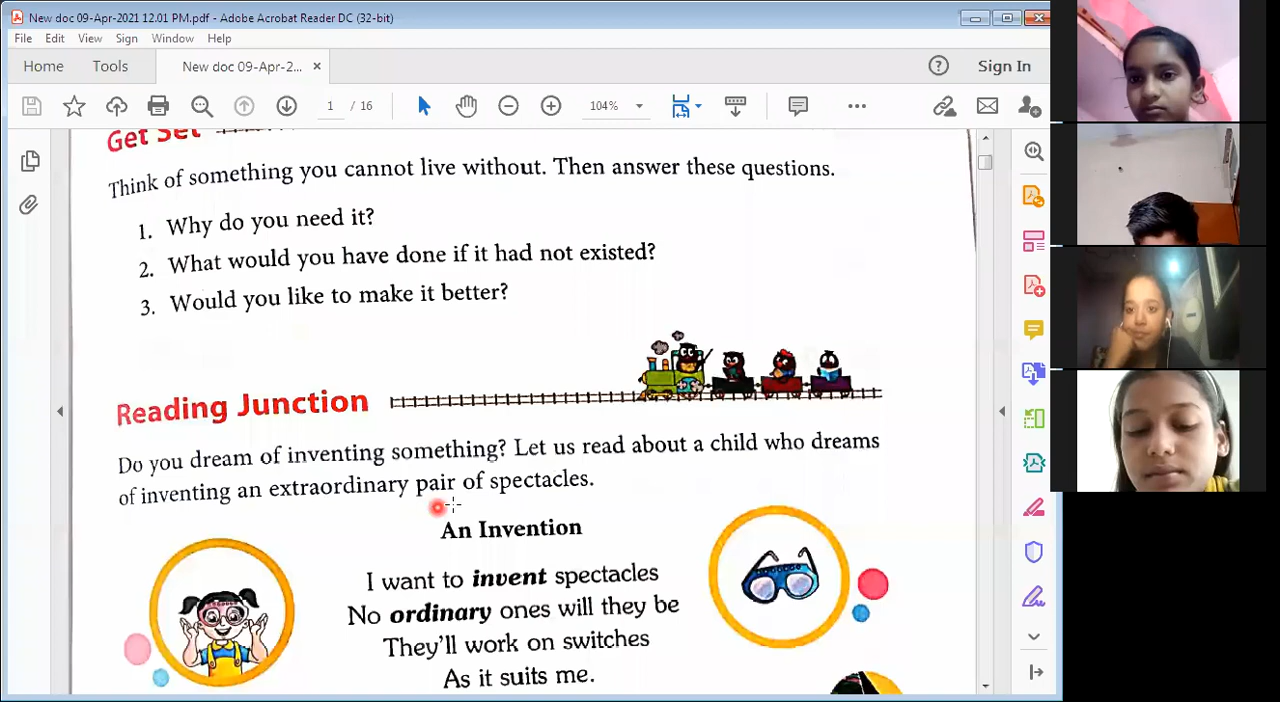 New doc 09-Apr-2021 12.01 PM.pdf - Adobe Acrobat Reader DC (32-bit)
File Edit View Sign Window Help
Home Tools New doc 09-Apr-2... ×
Sign In
1 / 16 104%
Get Set
Think of something you cannot live without. Then answer these questions.
1. Why do you need it?
2. What would you have done if it had not existed?
3. Would you like to make it better?
Reading Junction
Do you dream of inventing something? Let us read about a child who dreams
of inventing an extraordinary pair of spectacles.
An Invention
I want to invent spectacles
No ordinary ones will they be
They'll work on switches
As it suits me.